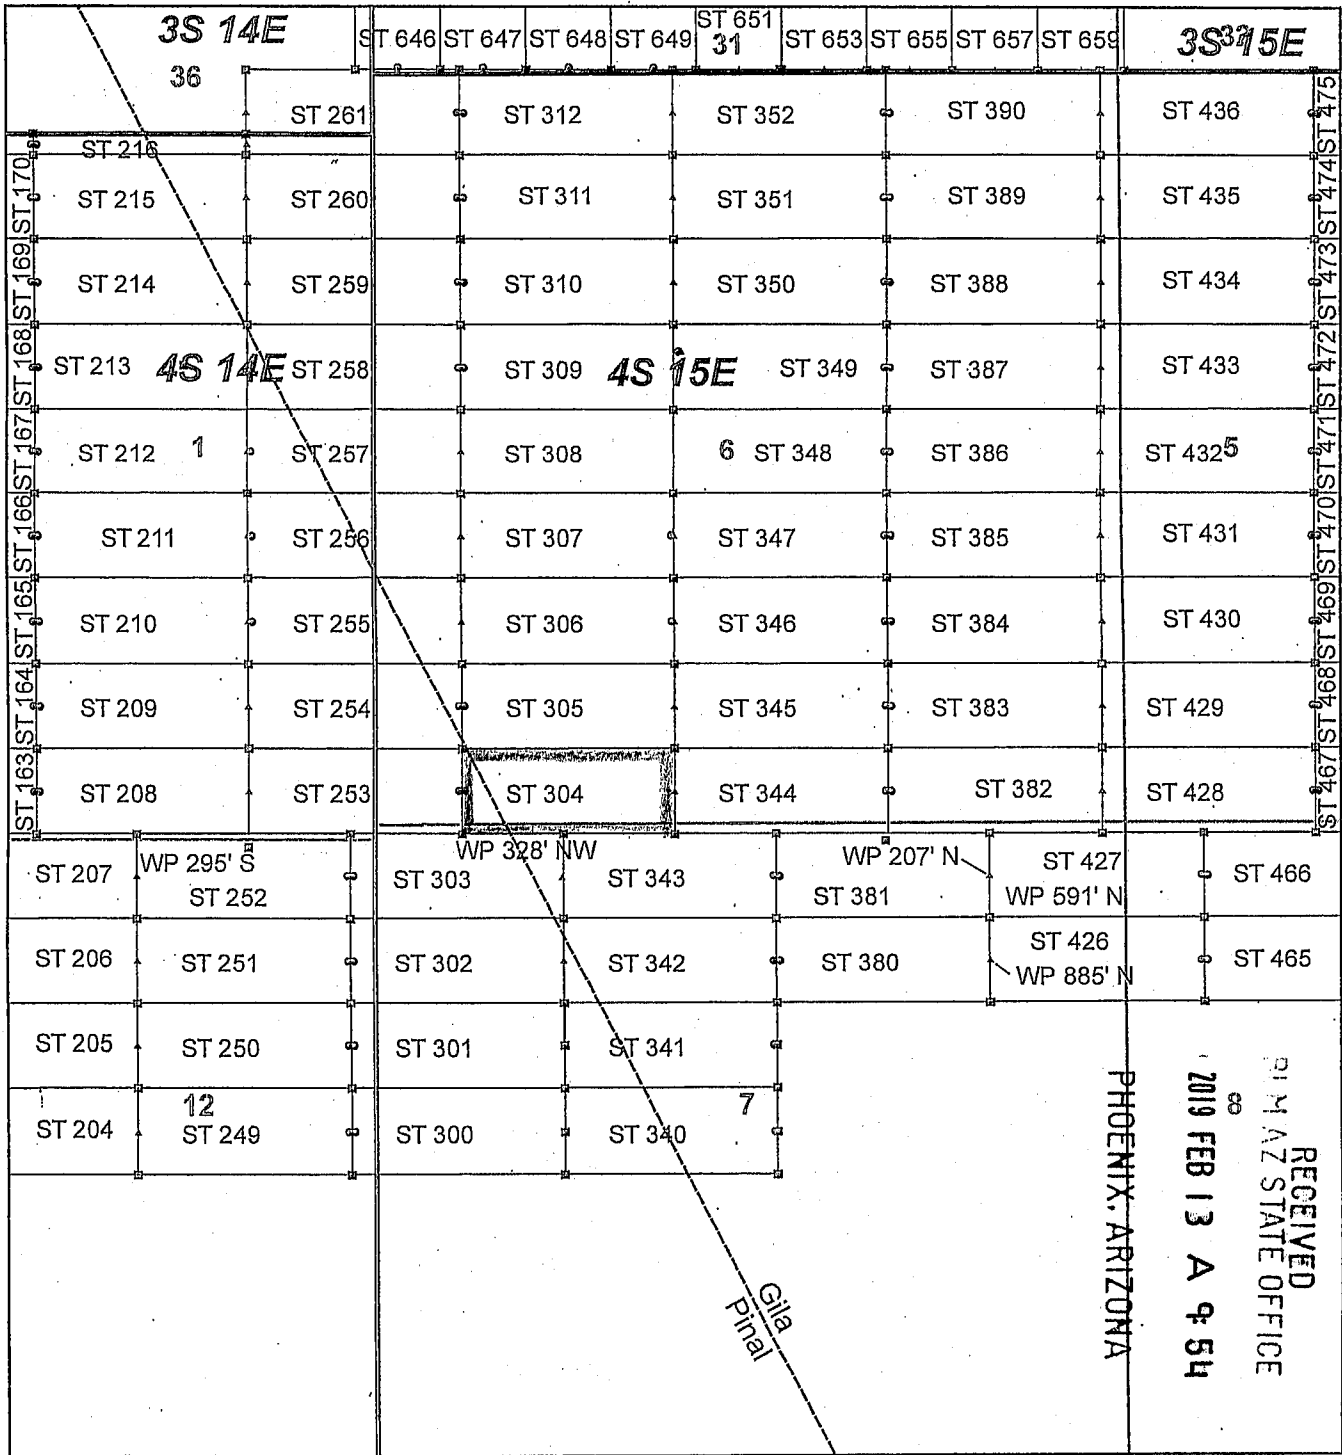 3S 14E
ST 646 ST 647 ST 648 ST 649 ST 651 ST 653 ST 655 ST 657 ST 659
31
3S 15E
36
ST 261 ST 312 ST 352 ST 390 ST 436 ST 475
ST 216
ST 170 ST 215 ST 260 ST 311 ST 351 ST 389 ST 435 ST 474
ST 169 ST 214 ST 259 ST 310 ST 350 ST 388 ST 434 ST 473
ST 168 ST 213 4S 14E ST 258 ST 309 4S 15E ST 349 ST 387 ST 433 ST 472
ST 167 ST 212 1 ST 257 ST 308 6 ST 348 ST 386 ST 432 5 ST 471
ST 166 ST 211 ST 256 ST 307 ST 347 ST 385 ST 431 ST 470
ST 165 ST 210 ST 255 ST 306 ST 346 ST 384 ST 430 ST 469
ST 164 ST 209 ST 254 ST 305 ST 345 ST 383 ST 429 ST 468
ST 163 ST 208 ST 253 ST 304 ST 344 ST 382 ST 428 ST 467
WP 295' S WP 328' NW WP 207' N
ST 207 ST 252 ST 303 ST 343 ST 381 ST 427 ST 466
WP 591' N
ST 206 ST 251 ST 302 ST 342 ST 380 ST 426 ST 465
WP 885' N
ST 205 ST 250 ST 301 ST 341
12 7 8
ST 204 ST 249 ST 300 ST 340
Gila
Pinal
RECEIVED
AZ STATE OFFICE
2019 FEB 13 A 9:54
PHOENIX, ARIZONA